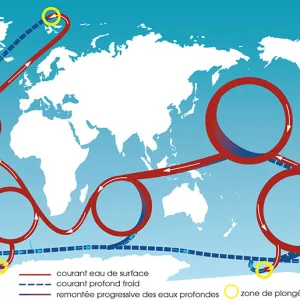 courant eau de surface
courant profond froid
remontée progressive des eaux profondes
zone de plongé